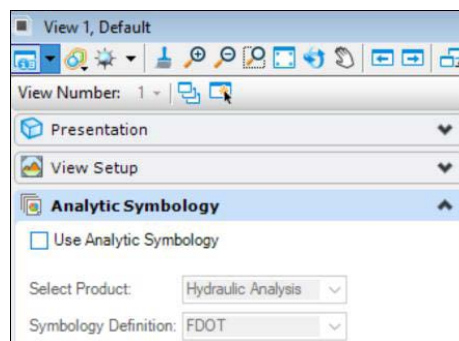 View 1, Default
View Number: 1
Presentation
View Setup
Analytic Symbology
Use Analytic Symbology
Select Product: Hydraulic Analysis
Symbology Definition: FDOT